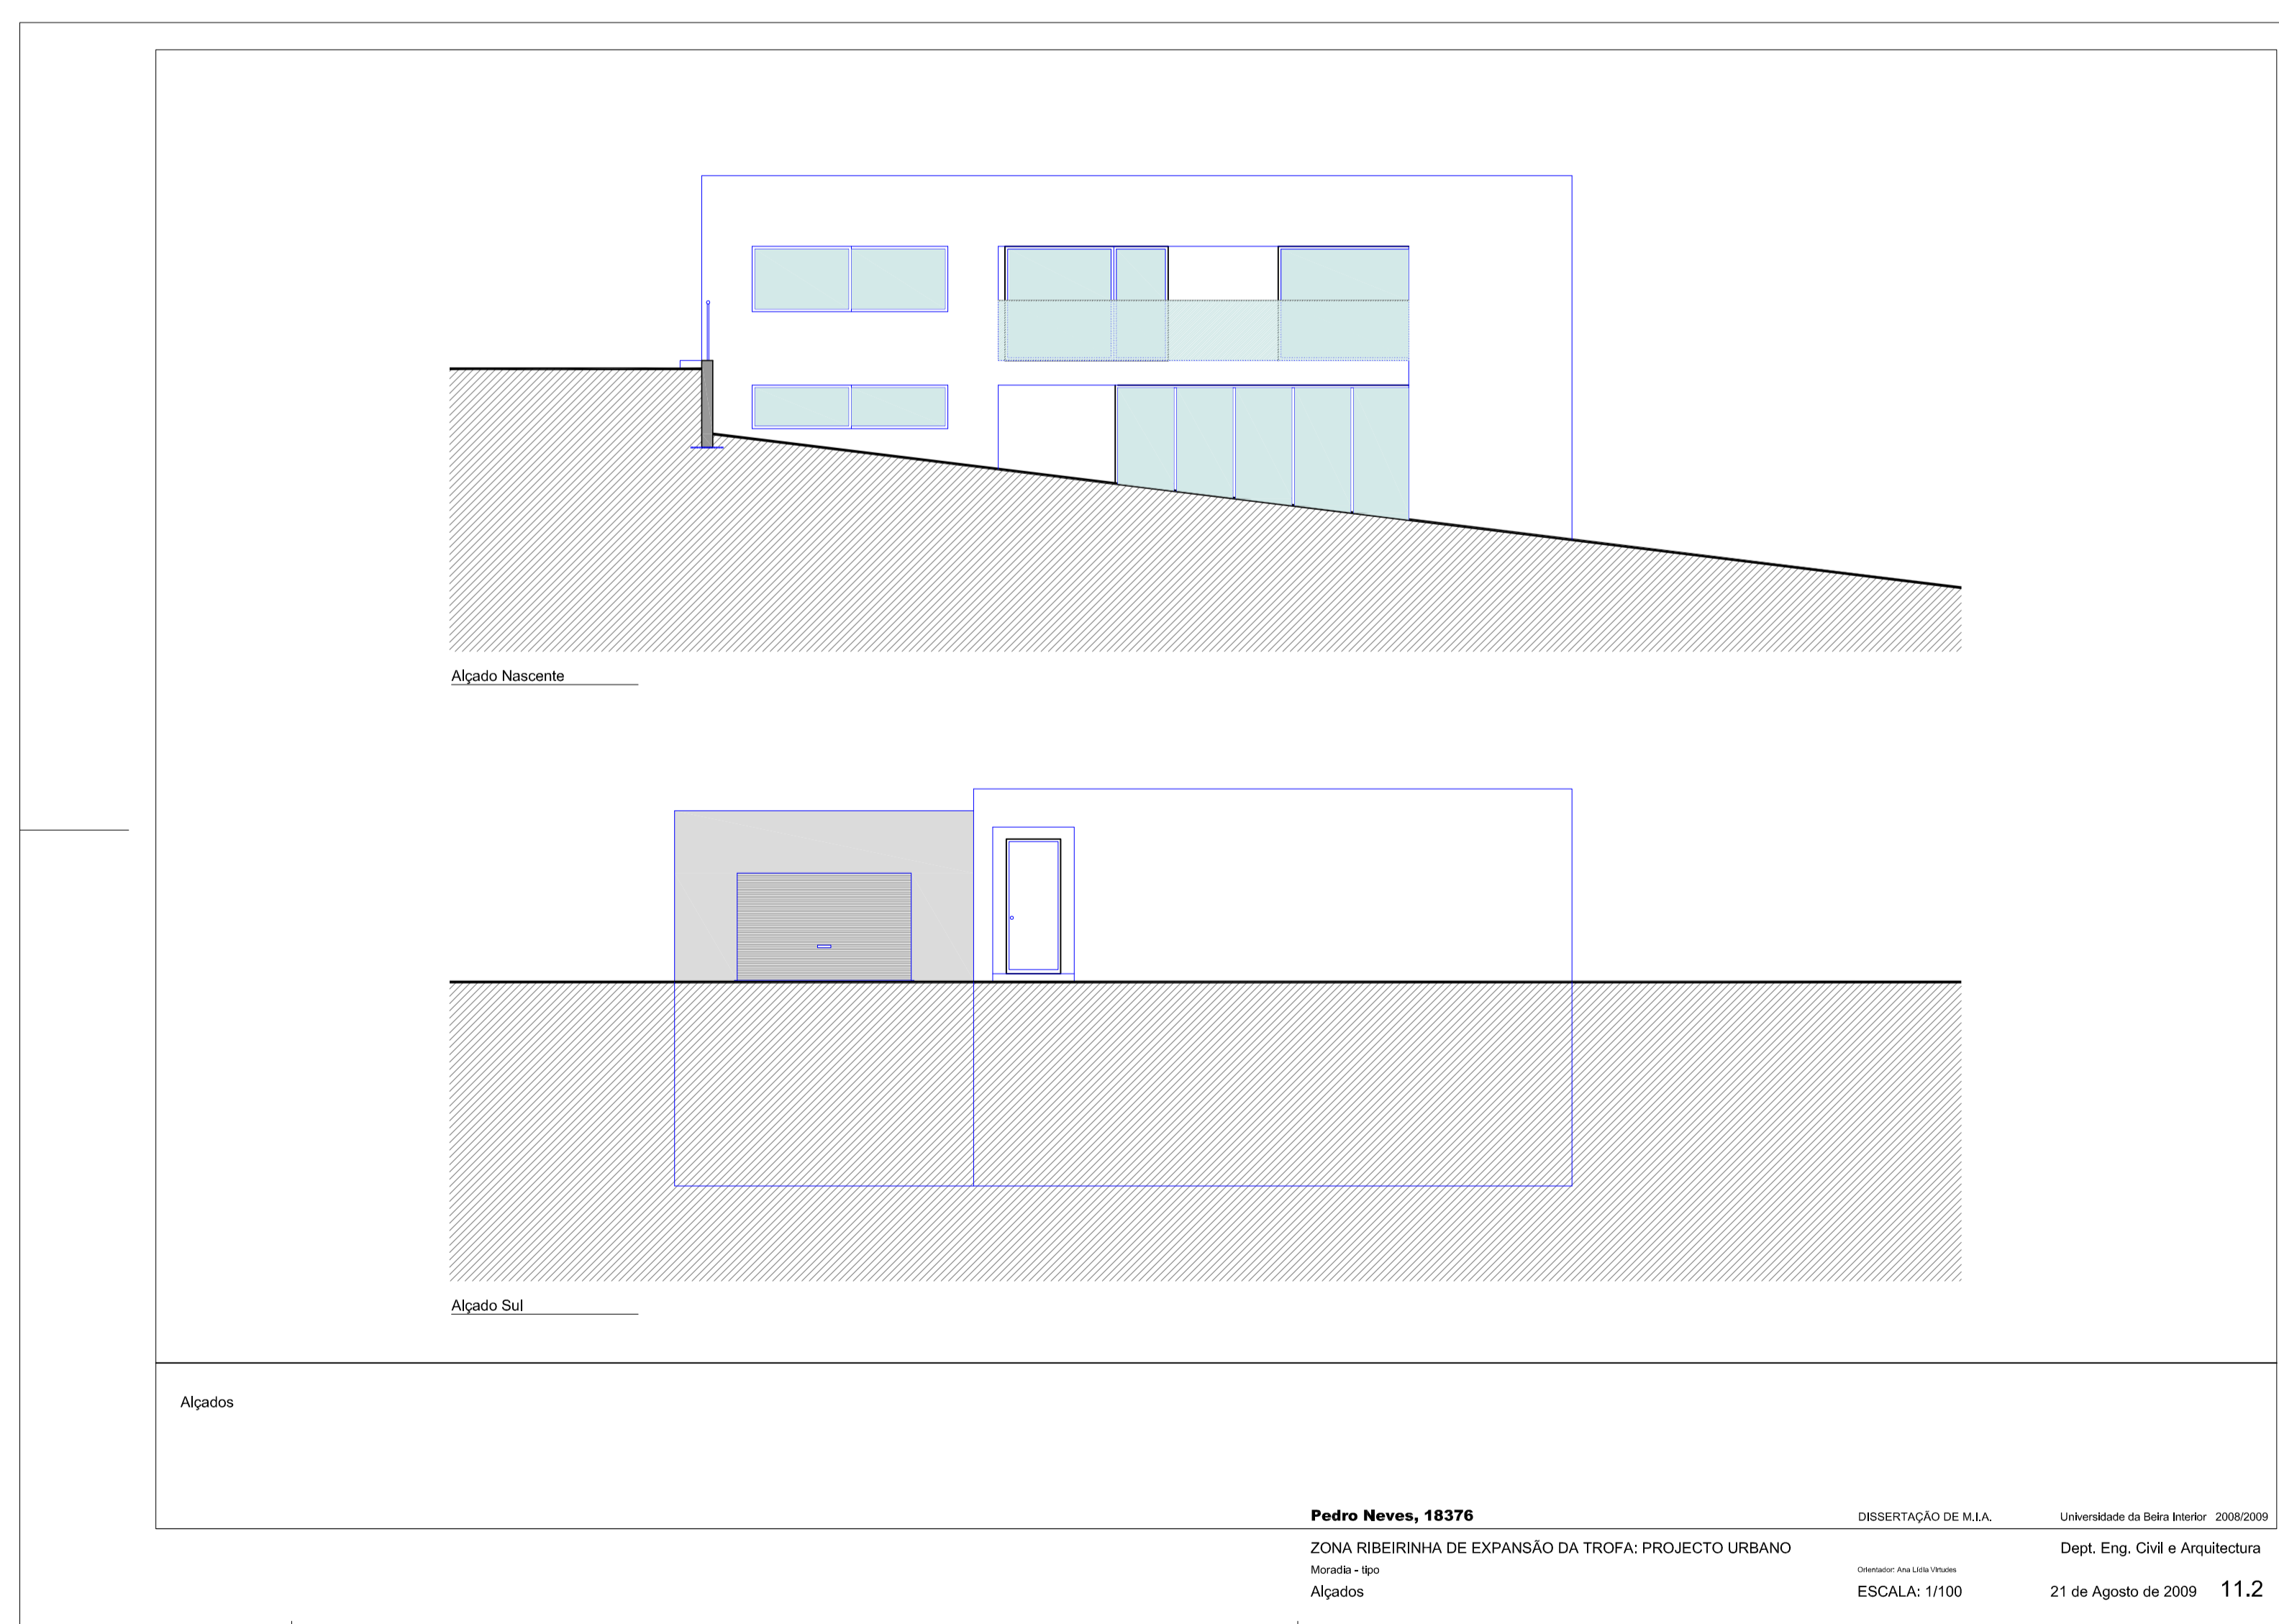 Alçado Nascente
Alçado Sul
Alçados
Pedro Neves, 18376
DISSERTAÇÃO DE M.I.A.
Universidade da Beira Interior 2008/2009
ZONA RIBEIRINHA DE EXPANSÃO DA TROFA: PROJECTO URBANO
Dept. Eng. Civil e Arquitectura
Moradia - tipo
Orientador: Ana Lídia Virtudes
Alçados
ESCALA: 1/100
21 de Agosto de 2009 11.2